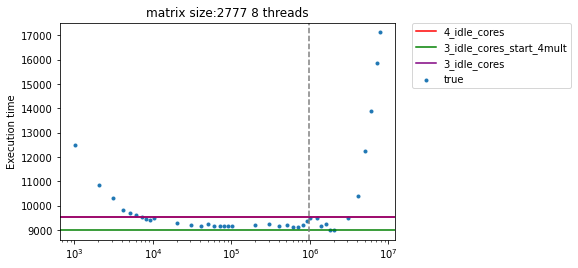 matrix size:2777 8 threads
Execution time
17000
16000
15000
14000
13000
12000
11000
10000
9000
10³
10⁴
10⁵
10⁶
10⁷
4_idle_cores
3_idle_cores_start_4mult
3_idle_cores
true